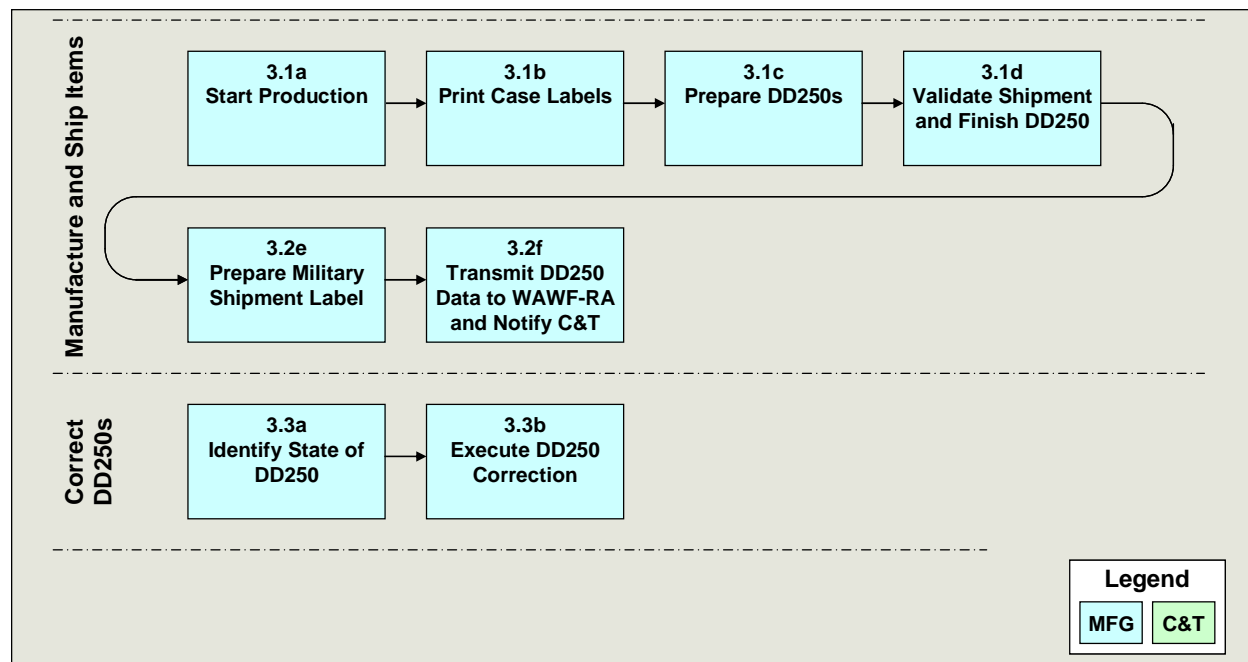 Manufacture and Ship Items
3.1a
Start Production
3.1b
Print Case Labels
3.1c
Prepare DD250s
3.1d
Validate Shipment
and Finish DD250
3.2e
Prepare Military
Shipment Label
3.2f
Transmit DD250
Data to WAWF-RA
and Notify C&T
Correct
DD250s
3.3a
Identify State of
DD250
3.3b
Execute DD250
Correction
Legend
MFG
C&T